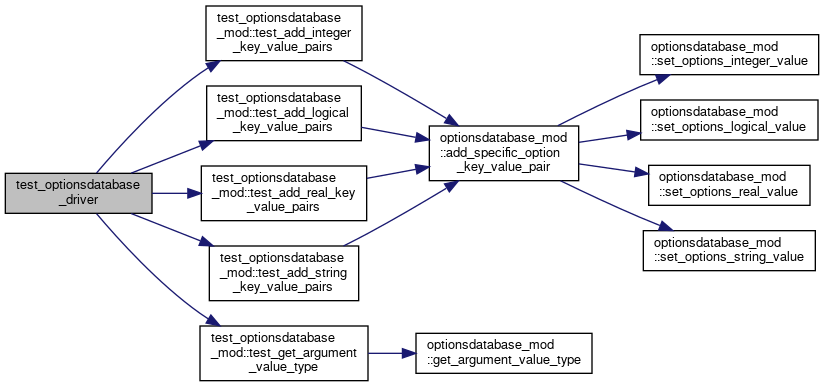 test_optionsdatabase
_driver
test_optionsdatabase
_mod::test_add_integer
_key_value_pairs
test_optionsdatabase
_mod::test_add_logical
_key_value_pairs
test_optionsdatabase
_mod::test_add_real_key
_value_pairs
test_optionsdatabase
_mod::test_add_string
_key_value_pairs
test_optionsdatabase
_mod::test_get_argument
_value_type
optionsdatabase_mod
::add_specific_option
_key_value_pair
optionsdatabase_mod
::get_argument_value_type
optionsdatabase_mod
::set_options_integer_value
optionsdatabase_mod
::set_options_logical_value
optionsdatabase_mod
::set_options_real_value
optionsdatabase_mod
::set_options_string_value